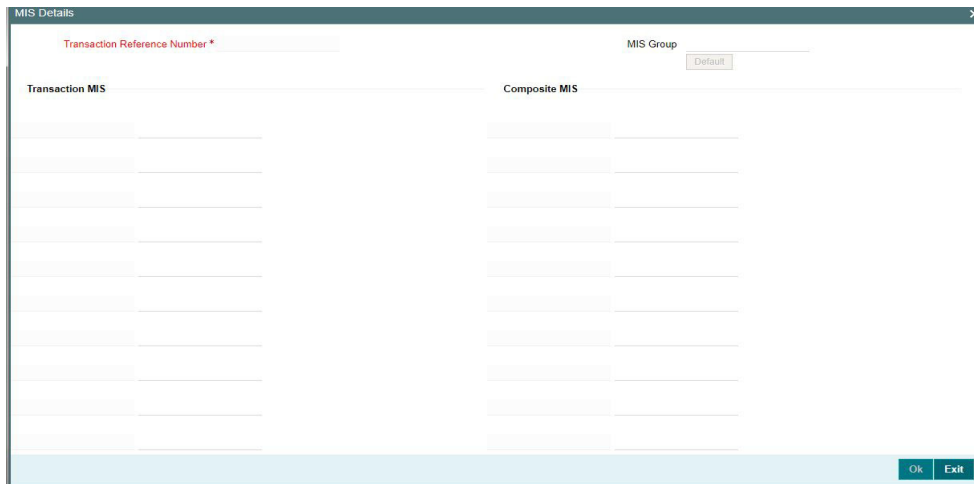 MIS Details
Transaction Reference Number * MIS Group
Default
Transaction MIS Composite MIS
Ok Exit